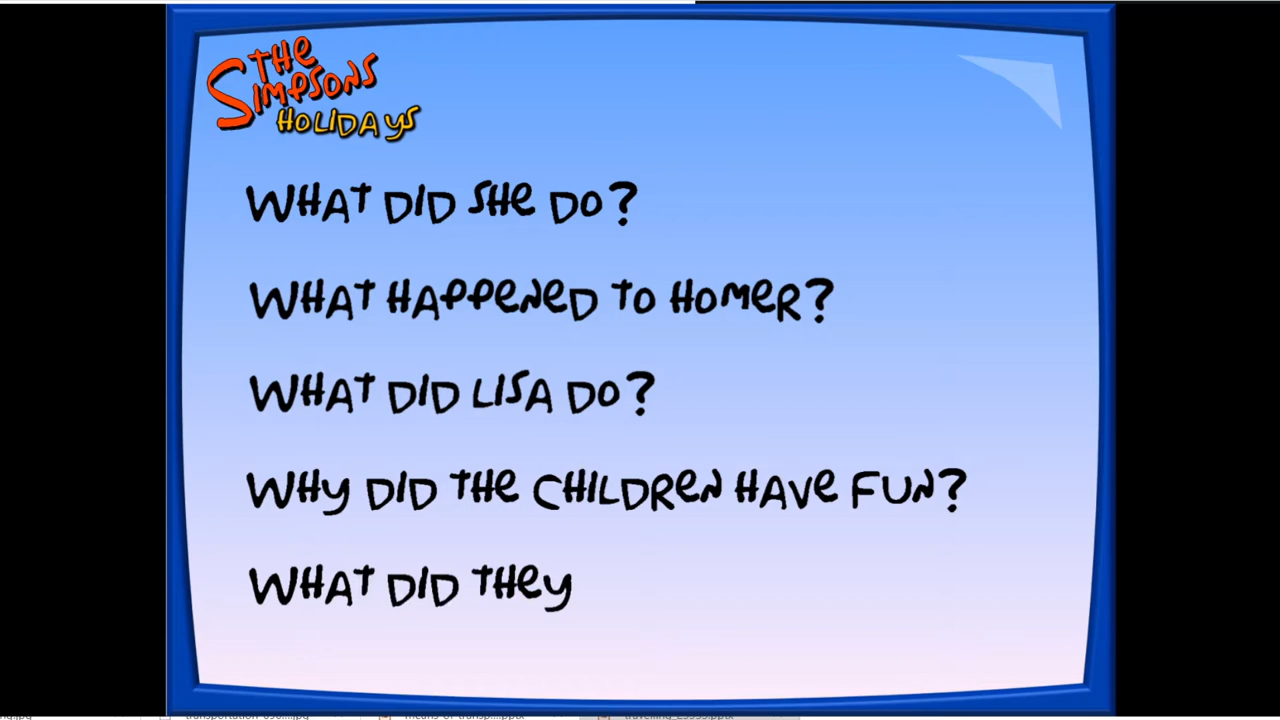 THE
SIMPSONS
HOLIDAYS
WHAT DID SHE DO?
WHAT HAPPENED TO HOMER?
WHAT DID LISA DO?
WHY DID THE CHILDREN HAVE FUN?
WHAT DID THEY